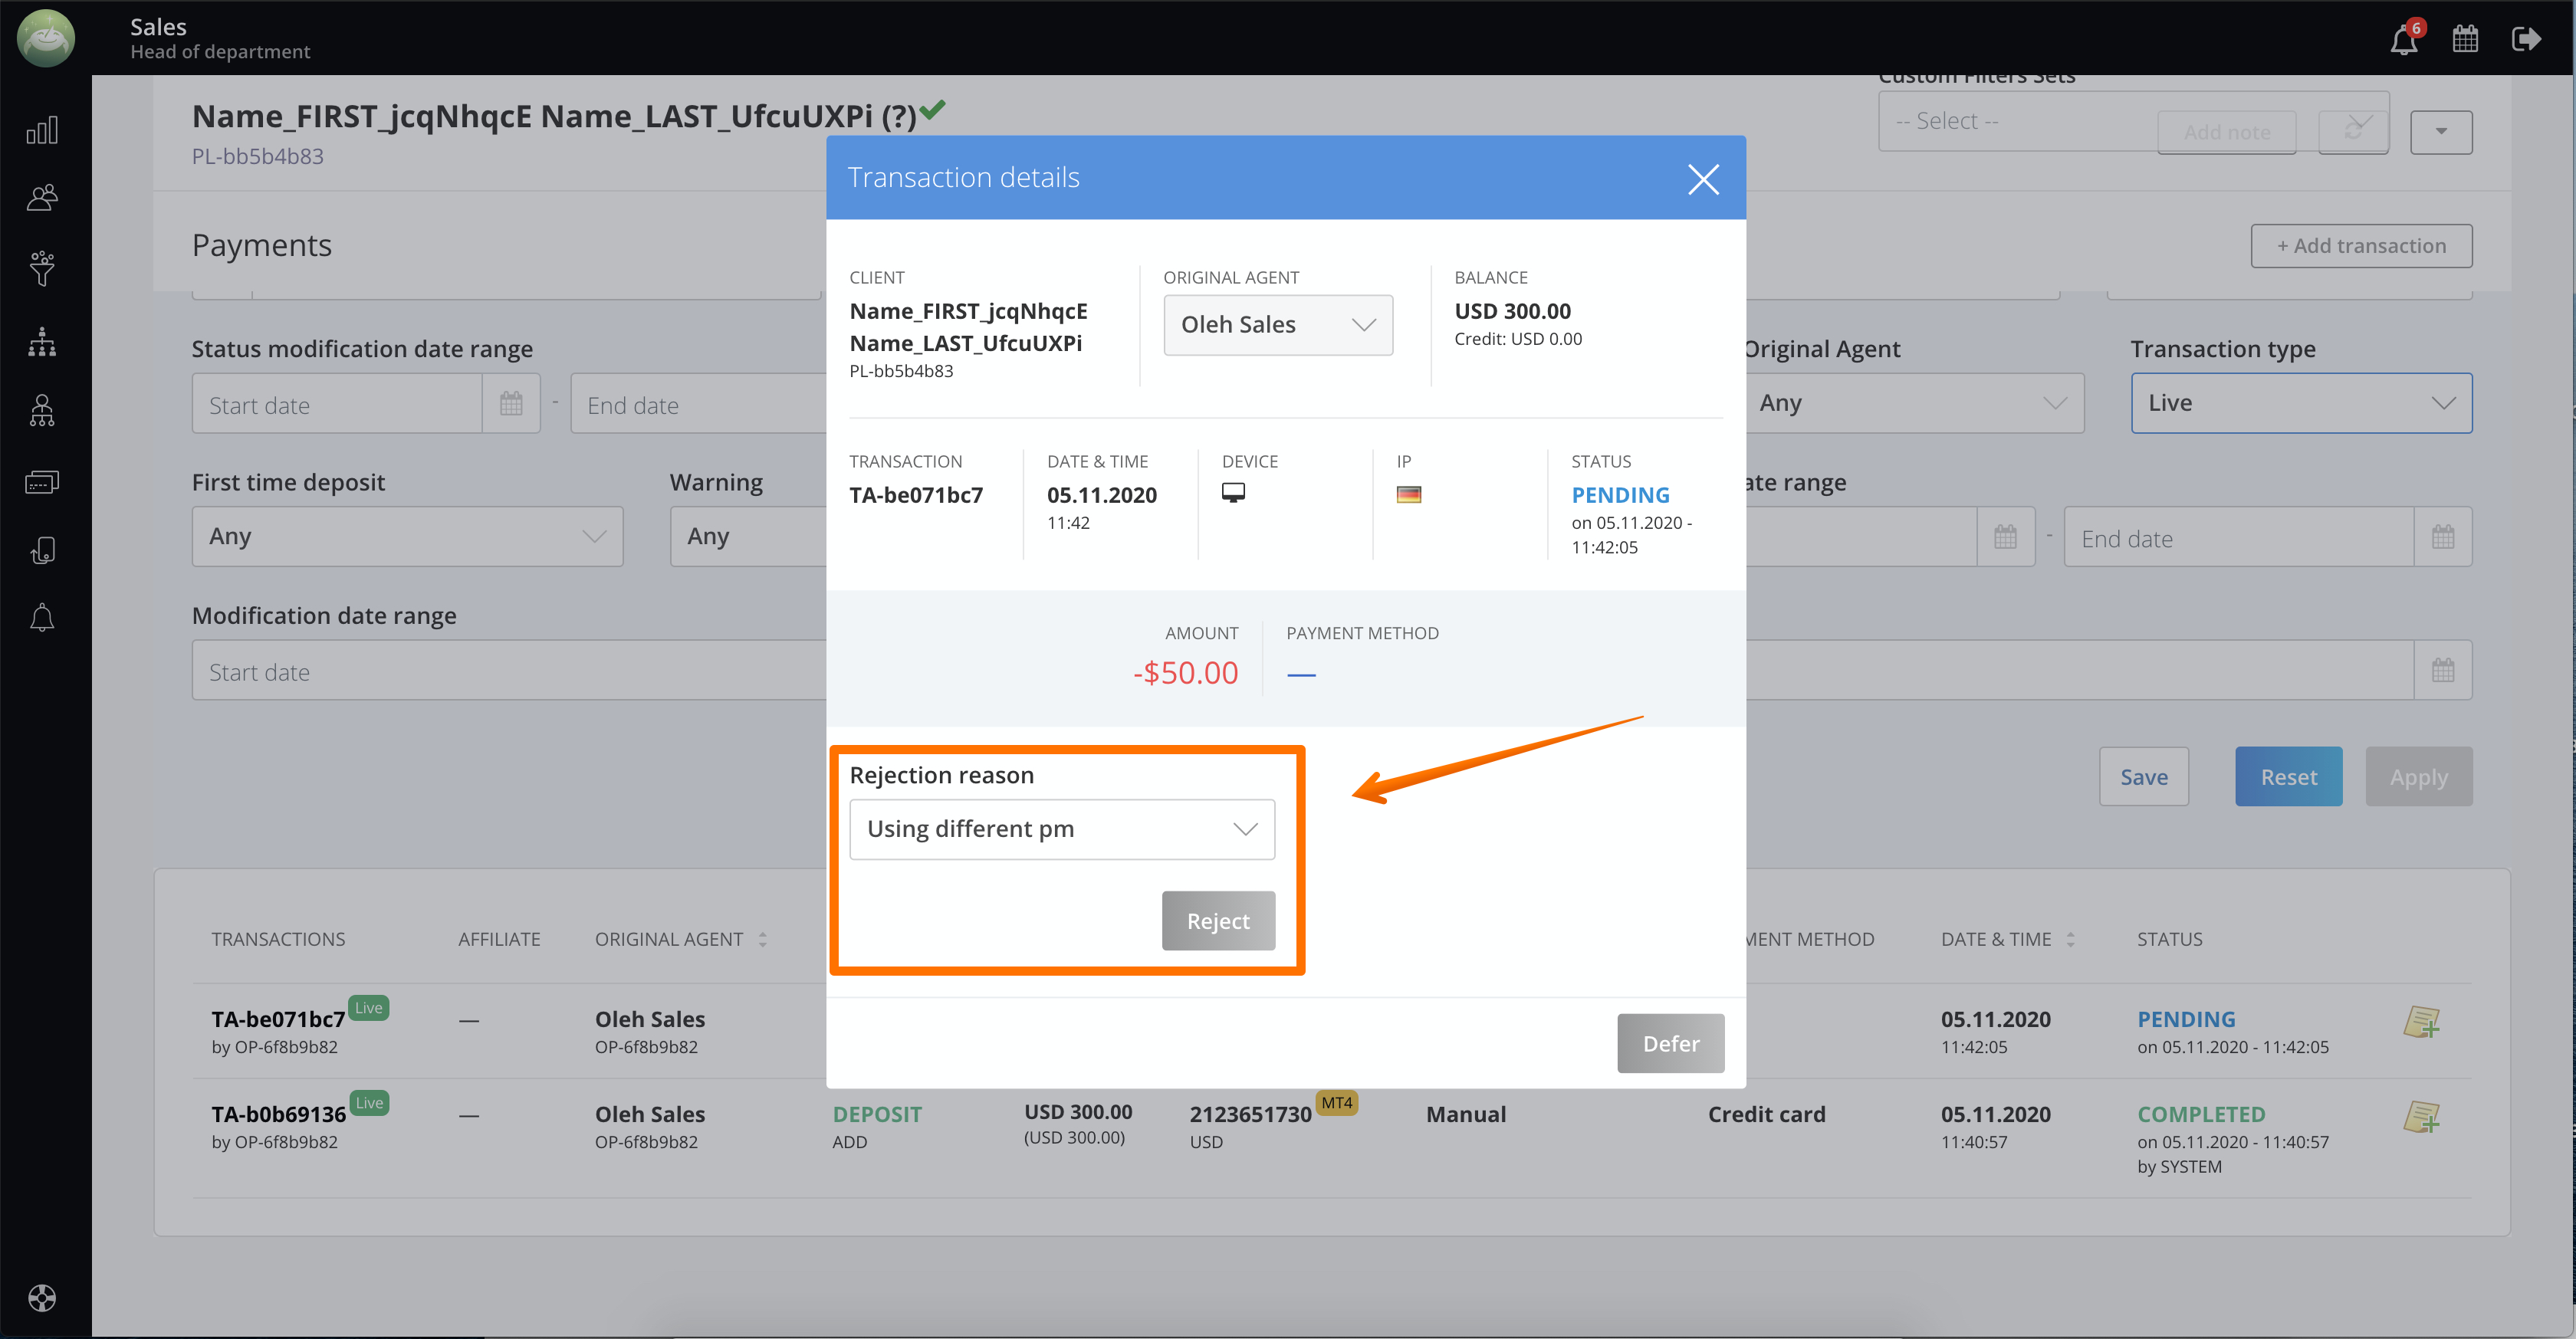 Sales
Head of department
6
Custom Filters Sets
-- Select --
Name_FIRST_jcqNhqcE Name_LAST_UfcuUXPi (?)
PL-bb5b4b83
Add note
Payments
+ Add transaction
Status modification date range
Start date
-
End date
Original Agent
Any
Transaction type
Live
First time deposit
Any
Warning
Any
ate range
-
End date
Modification date range
Start date
Save
Reset
Apply
Transaction details
CLIENT
Name_FIRST_jcqNhqcE
Name_LAST_UfcuUXPi
PL-bb5b4b83
ORIGINAL AGENT
Oleh Sales
BALANCE
USD 300.00
Credit: USD 0.00
TRANSACTION
TA-be071bc7
DATE & TIME
05.11.2020
11:42
DEVICE
IP
STATUS
PENDING
on 05.11.2020 -
11:42:05
AMOUNT
-$50.00
PAYMENT METHOD
—
Rejection reason
Using different pm
Reject
Defer
TRANSACTIONS AFFILIATE ORIGINAL AGENT MENT METHOD DATE & TIME STATUS
TA-be071bc7 Live — Oleh Sales 05.11.2020 PENDING
by OP-6f8b9b82 OP-6f8b9b82 11:42:05 on 05.11.2020 - 11:42:05
TA-b0b69136 Live — Oleh Sales DEPOSIT USD 300.00 2123651730 MT4 Manual Credit card 05.11.2020 COMPLETED
by OP-6f8b9b82 OP-6f8b9b82 ADD (USD 300.00) USD 11:40:57 on 05.11.2020 - 11:40:57
by SYSTEM